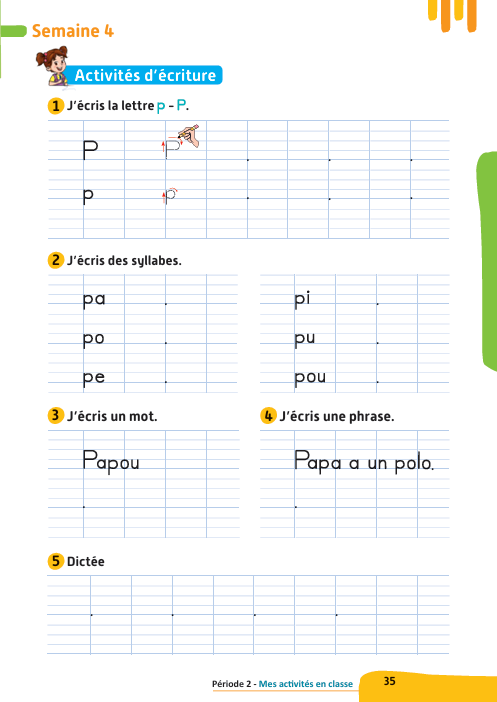 Semaine 4
Activités d'écriture
1 J'écris la lettre p - P.
P P
p p
2 J'écris des syllabes.
pa
po
pe
pi
pu
pou
3 J'écris un mot.
Papou
4 J'écris une phrase.
Papa a un polo.
5 Dictée
Période 2 - Mes activités en classe 35